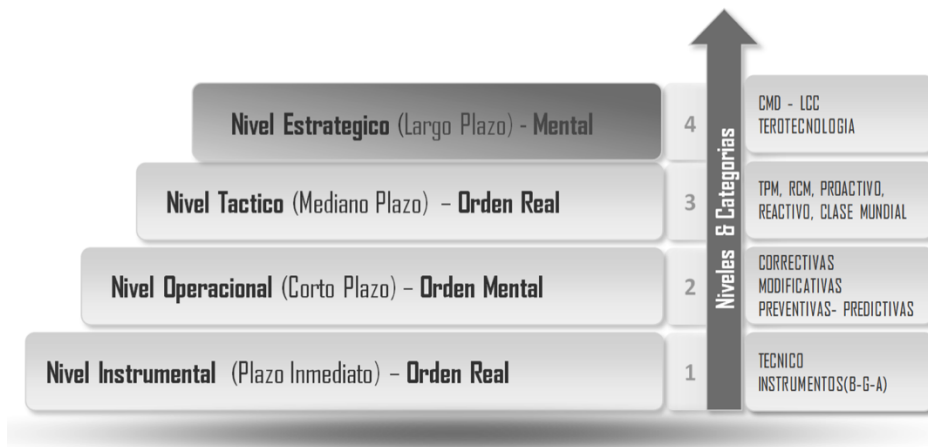 Nivel Estrategico (Largo Plazo) - Mental
4
CMD - LCC
TEROTECNOLOGIA
Nivel Tactico (Mediano Plazo) – Orden Real
3
TPM, RCM, PROACTIVO,
REACTIVO, CLASE MUNDIAL
Nivel Operacional (Corto Plazo) – Orden Mental
2
CORRECTIVAS
MODIFICATIVAS
PREVENTIVAS- PREDICTIVAS
Nivel Instrumental (Plazo Inmediato) – Orden Real
1
TECNICO
INSTRUMENTOS(B-G-A)
Niveles & Categorias